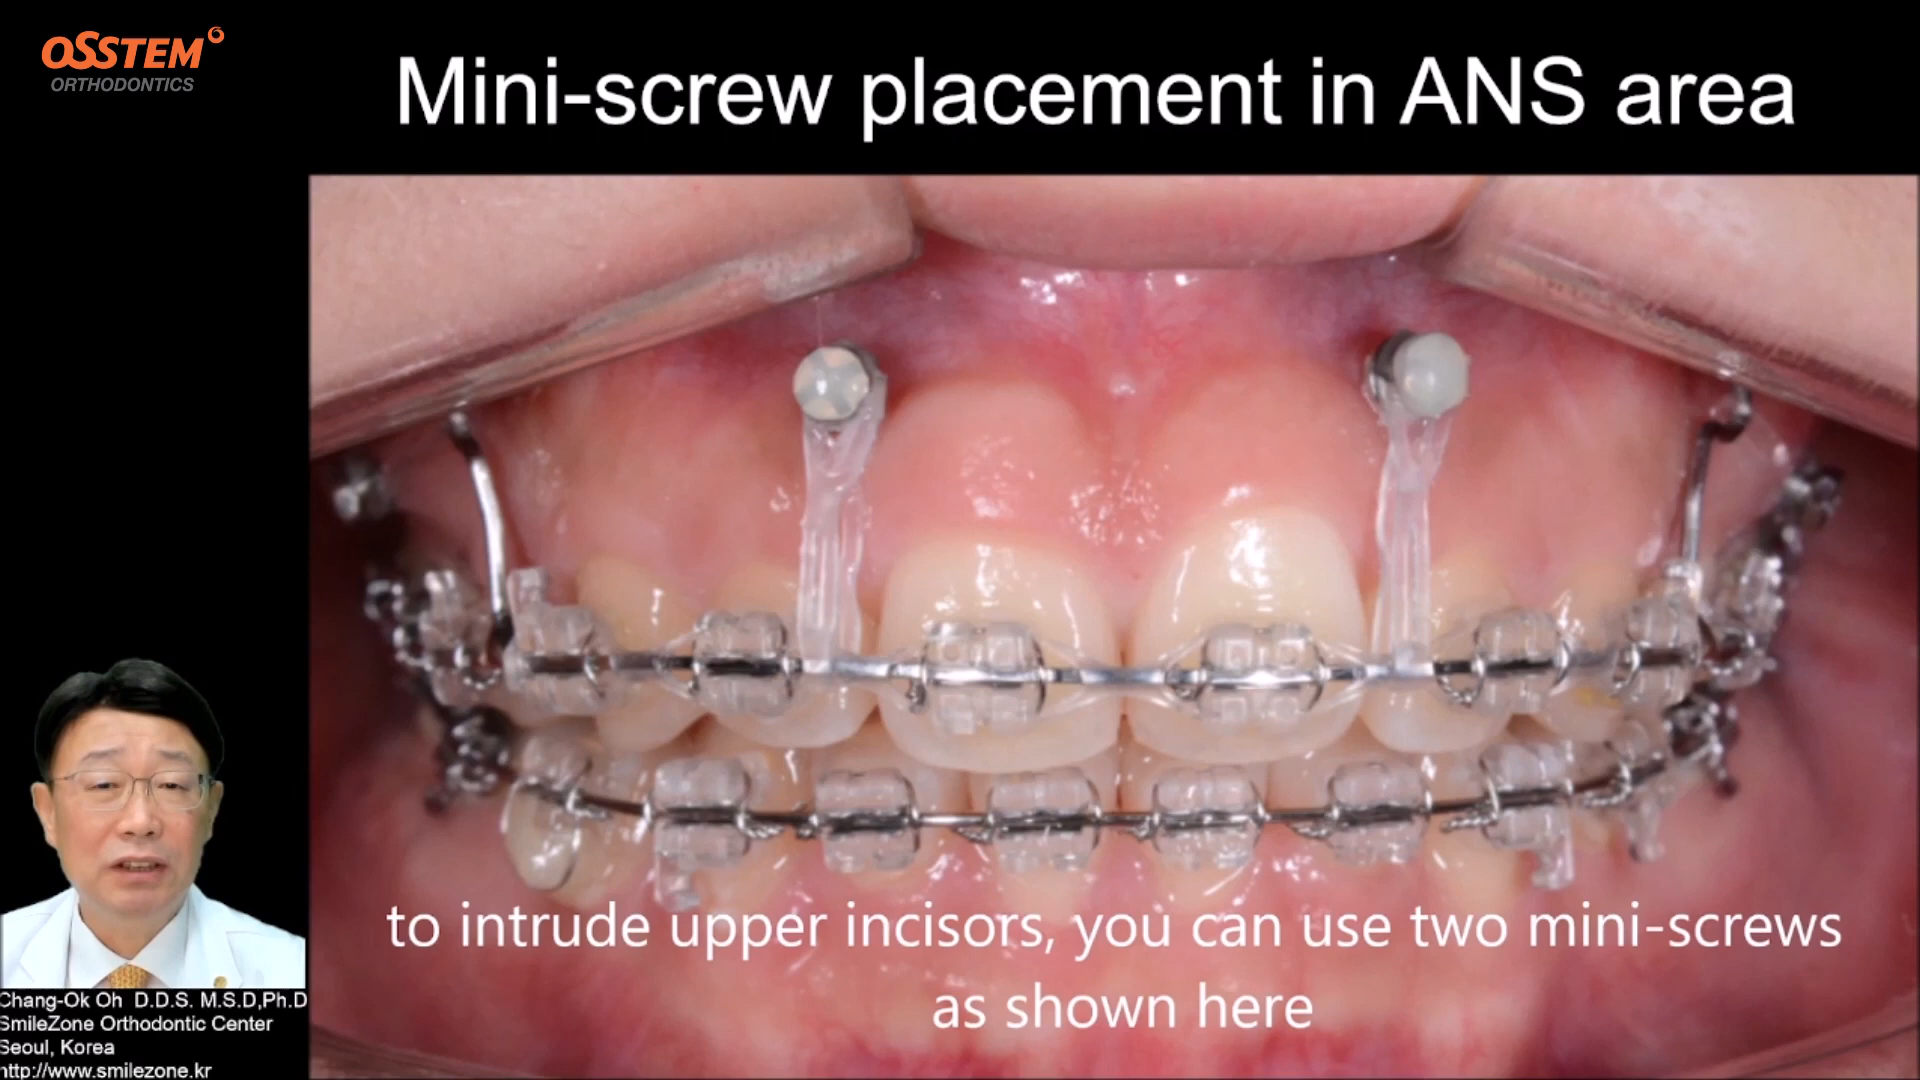 OSSTEM
ORTHODONTICS
Mini-screw placement in ANS area
to intrude upper incisors, you can use two mini-screws
as shown here
Chang-Ok Oh D.D.S. M.S.D,Ph.D
SmileZone Orthodontic Center
Seoul, Korea
http://www.smilezone.kr